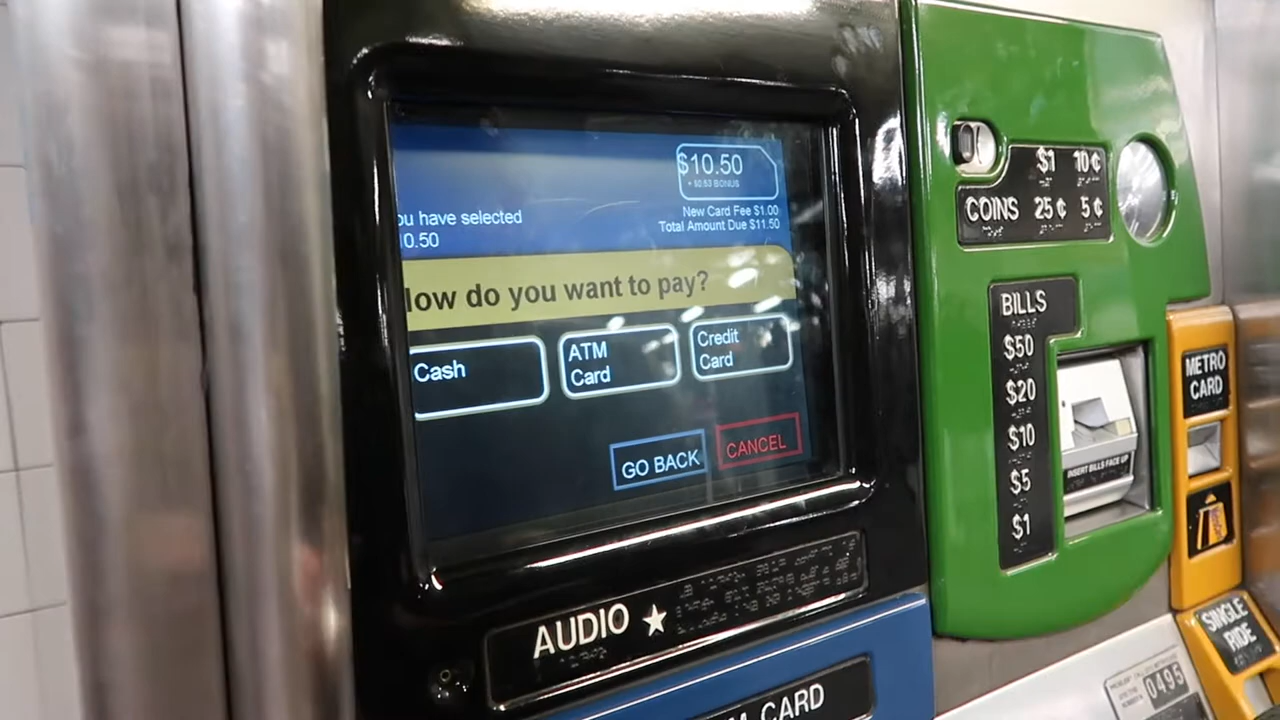 $10.50
+ $0.53 BONUS
ou have selected
10.50
New Card Fee $1.00
Total Amount Due $11.50
How do you want to pay?
Cash
ATM
Card
Credit
Card
GO BACK
CANCEL
AUDIO ★
CARD
$1 10¢
COINS 25¢ 5¢
BILLS
$50
$20
$10
$5
$1
INSERT BILLS FACE UP
METRO
CARD
SINGLE
RIDE
0495